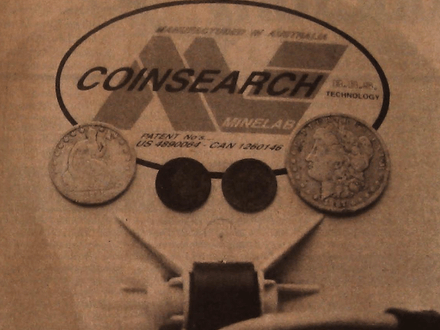 MANUFACTURED IN AUSTRALIA
COINSEARCH
TECHNOLOGY
MINELAB
PATENT No's
US 4890064 - CAN 1260146